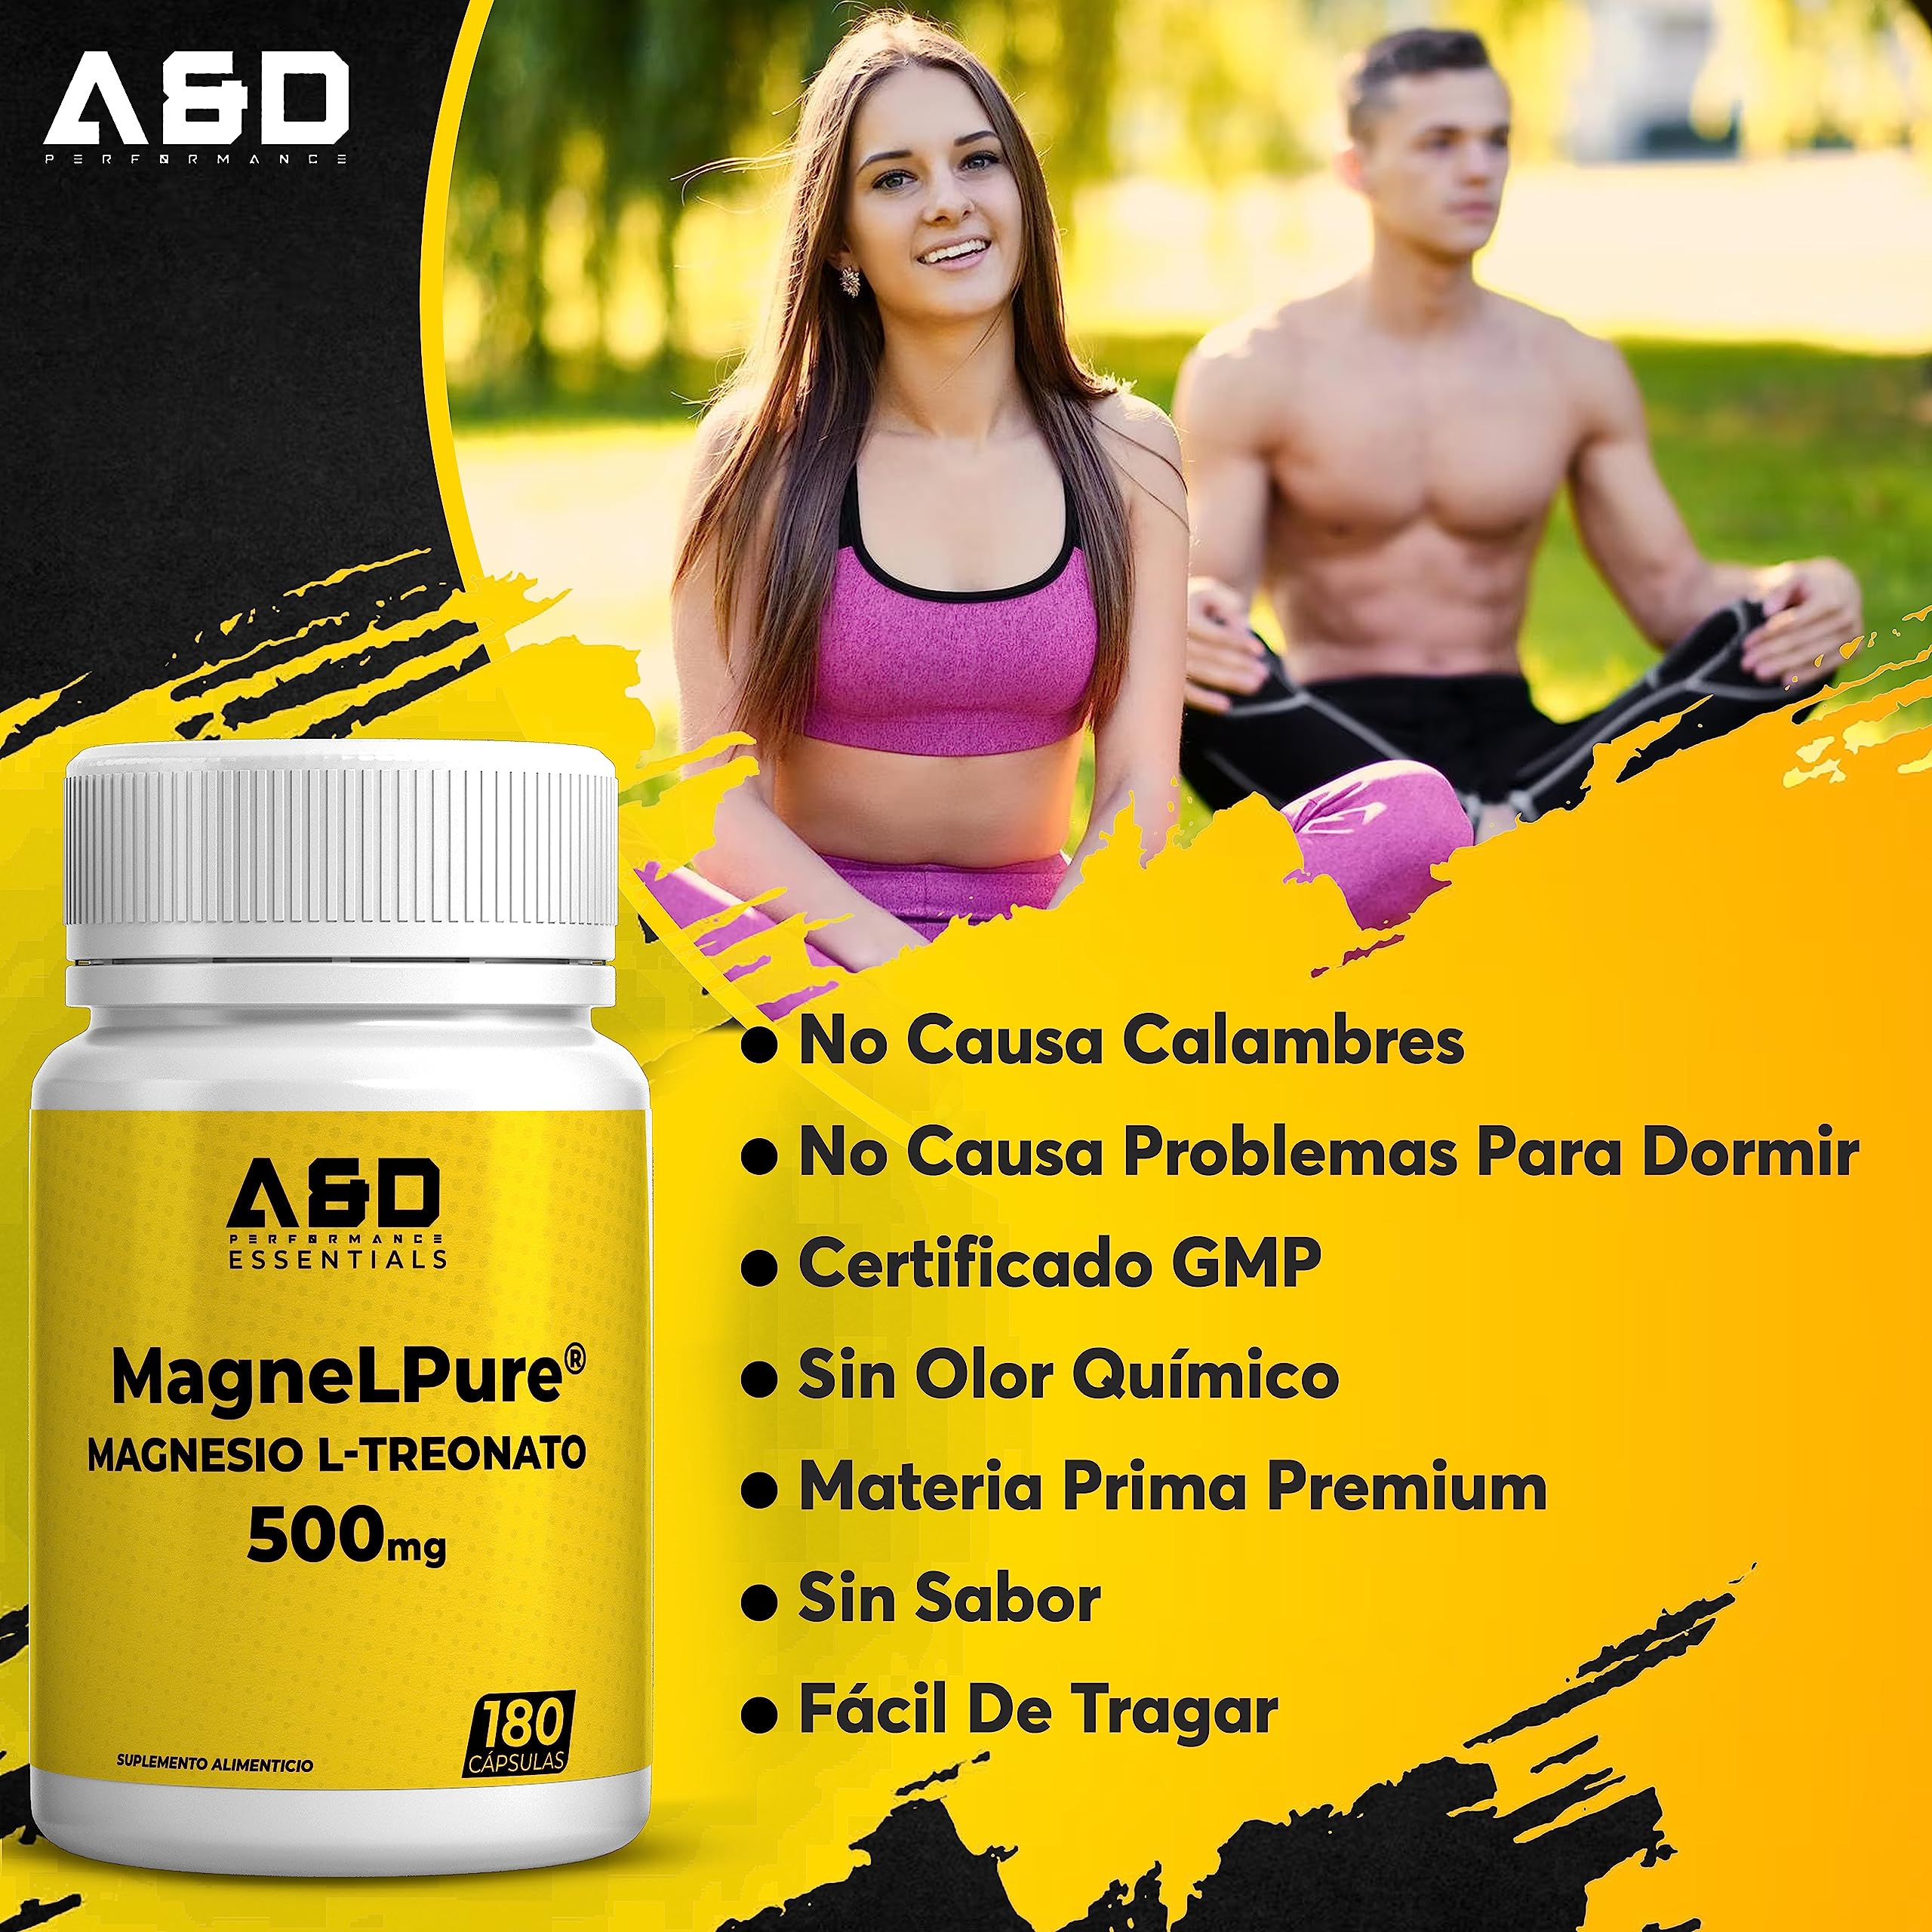 A&D
PERFORMANCE
No Causa Calambres
No Causa Problemas Para Dormir
Certificado GMP
Sin Olor Químico
Materia Prima Premium
Sin Sabor
Fácil De Tragar
A&D
PERFORMANCE
ESSENTIALS
MagneLPure®
MAGNESIO L-TREONATO
500mg
180
CÁPSULAS
SUPLEMENTO ALIMENTICIO